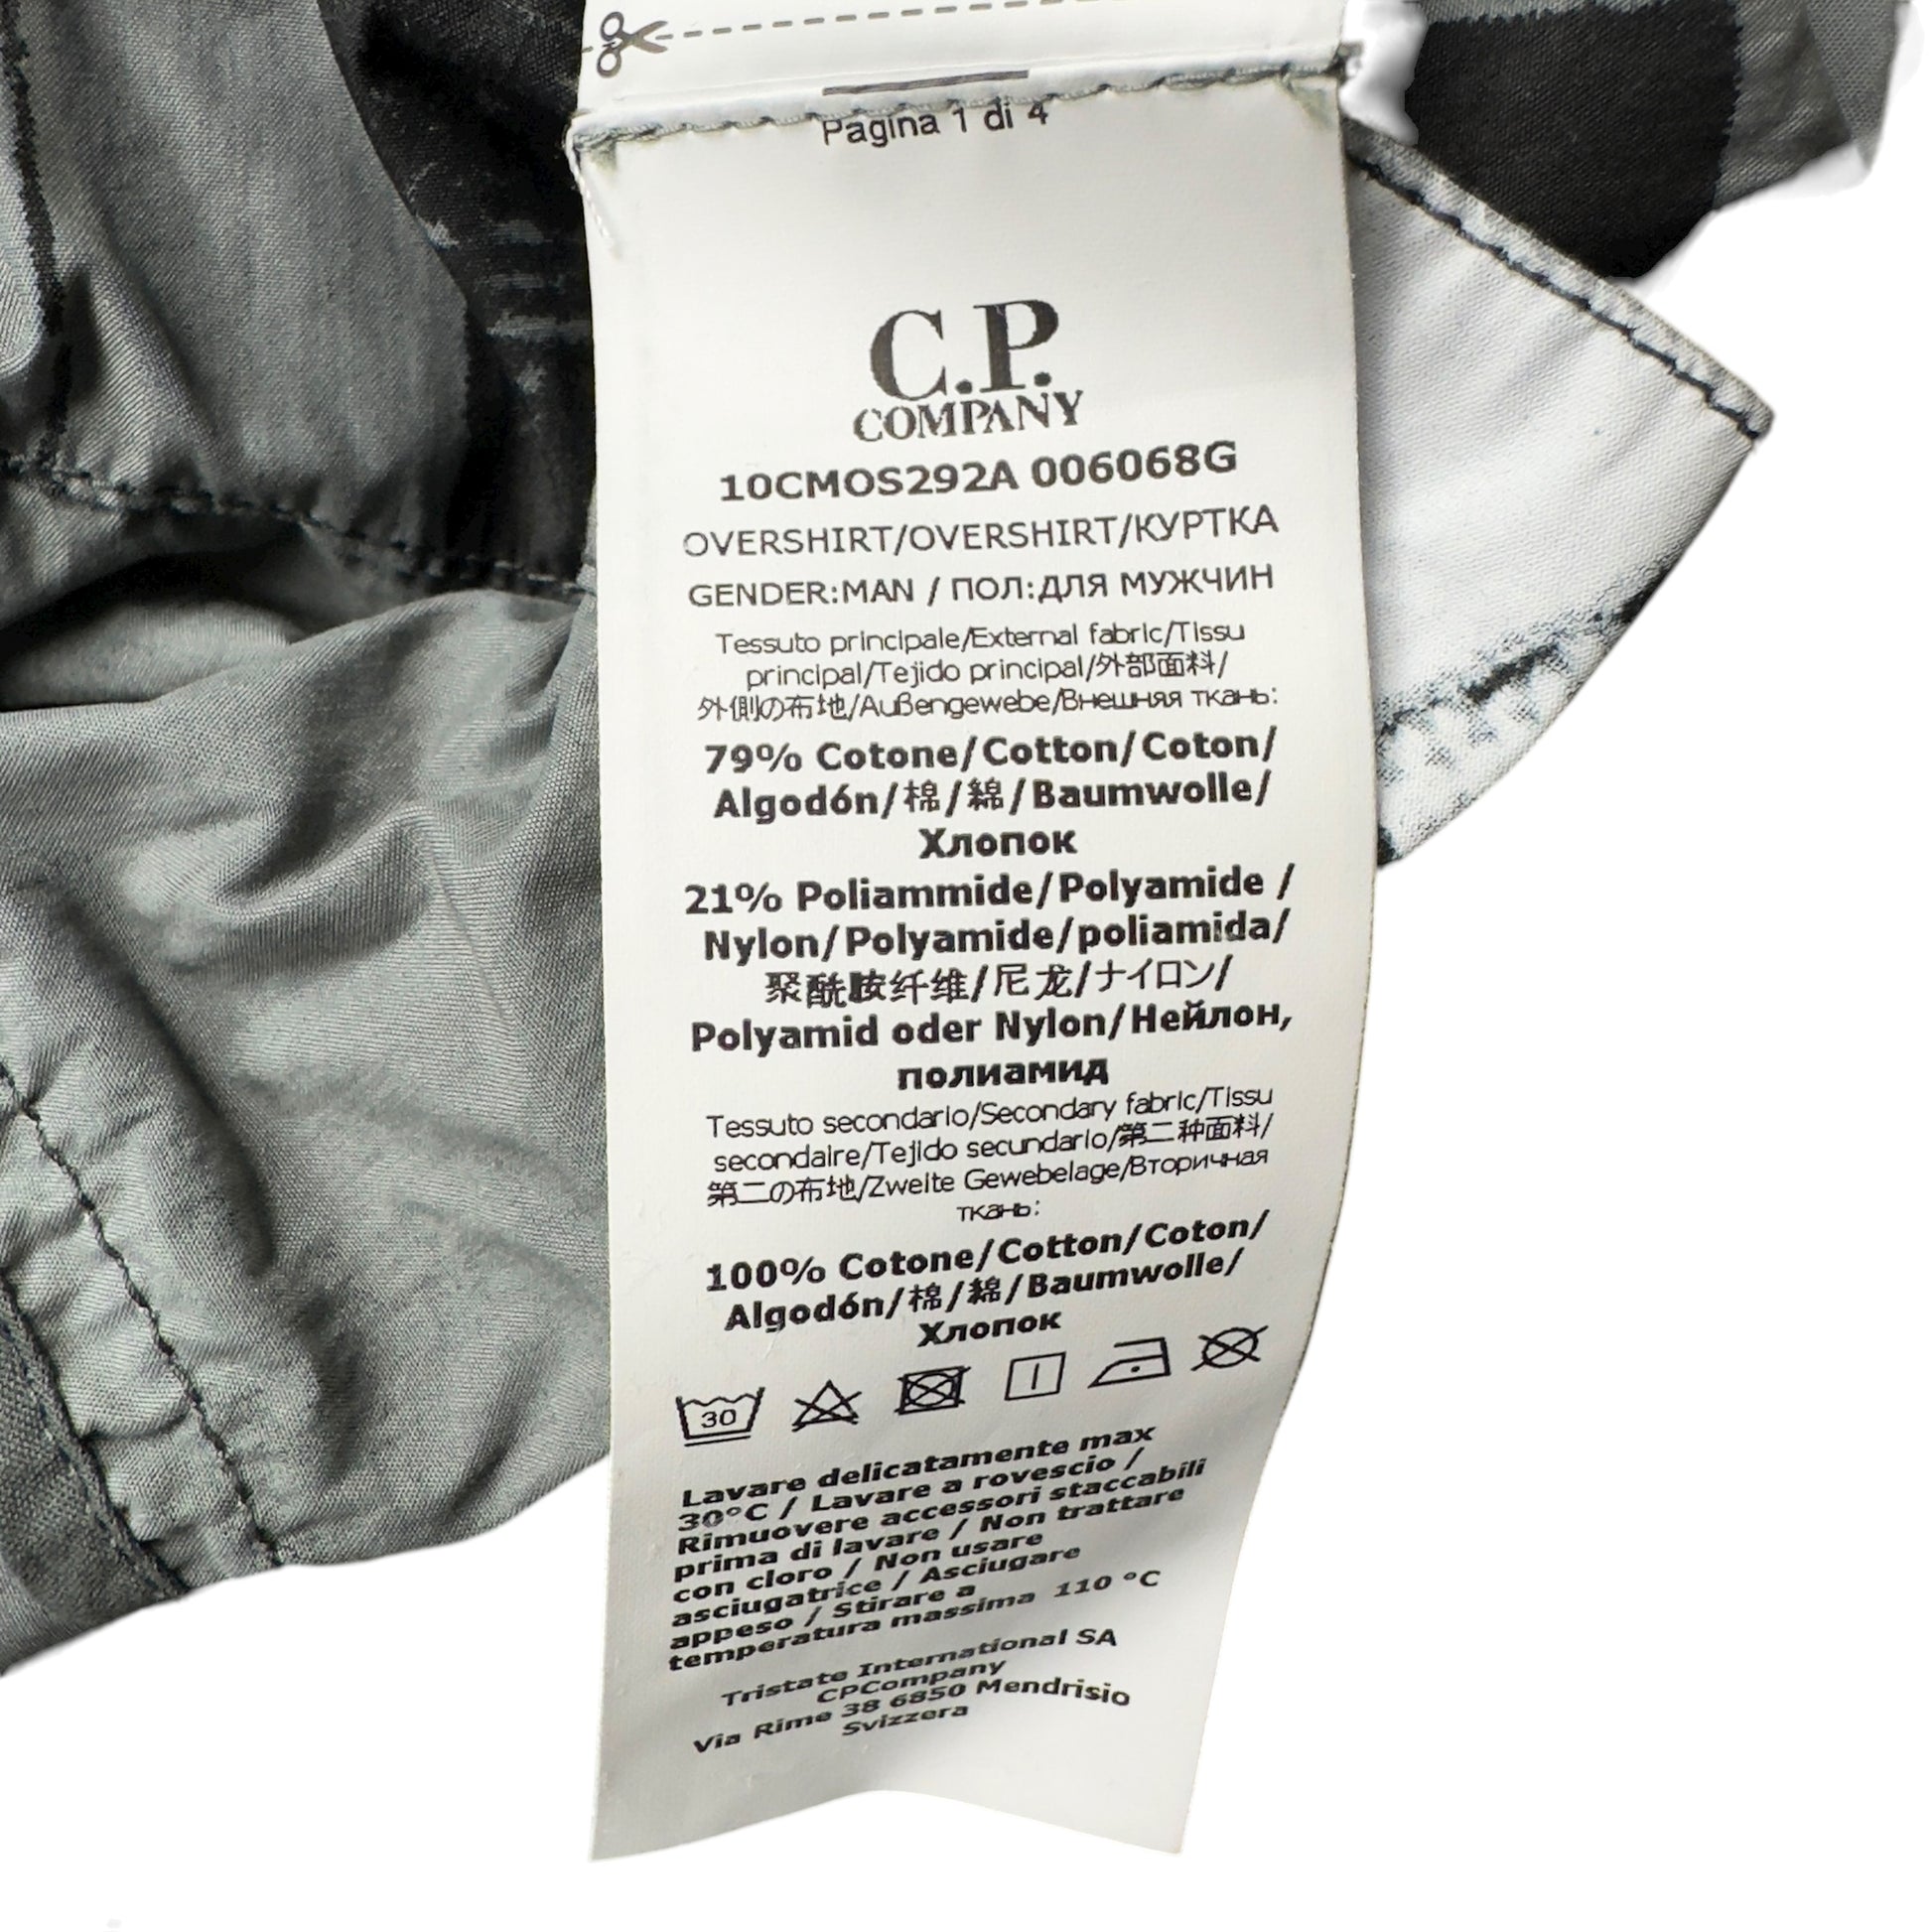 Pagina 1 di 4
C.P.
COMPANY
10CMOS292A 006068G
OVERSHIRT/OVERSHIRT/КУРТКА
GENDER:MAN / ПОЛ:ДЛЯ МУЖЧИН
Tessuto principale/External fabric/Tissu
principal/Tejido principal/外部面料/
外側の布地/Außengewebe/Внешняя ткань:
79% Cotone/Cotton/Coton/
Algodón/棉/綿/Baumwolle/
Хлопок
21% Poliammide/Polyamide /
Nylon/Polyamide/poliamida/
聚酰胺纤维/尼龙/ナイロン/
Polyamid oder Nylon/Нейлон,
полиамид
Tessuto secondario/Secondary fabric/Tissu
secondaire/Tejido secundario/第二种面料/
第二の布地/Zweite Gewebelage/Вторичная
ткань:
100% Cotone/Cotton/Coton/
Algodón/棉/綿/Baumwolle/
Хлопок
30
Lavare delicatamente max
30°C / Lavare a rovescio /
Rimuovere accessori staccabili
prima di lavare / Non trattare
con cloro / Non usare
asciugatrice / Asciugare
appeso / Stirare a
temperatura massima 110 °C
Tristate International SA
CPCompany
Via Rime 38 6850 Mendrisio
Svizzera